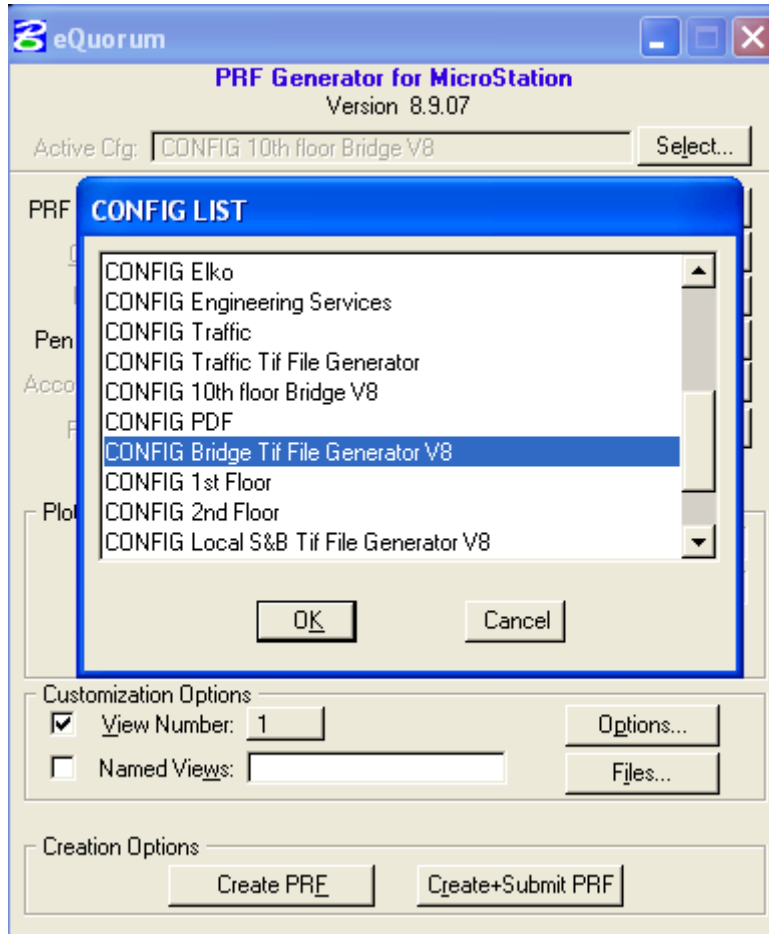 eQuorum
PRF Generator for MicroStation
Version 8.9.07
Active Cfg: CONFIG 10th floor Bridge V8 Select...
PRF
CONFIG LIST
CONFIG Elko
CONFIG Engineering Services
CONFIG Traffic
CONFIG Traffic Tif File Generator
CONFIG 10th floor Bridge V8
CONFIG PDF
CONFIG Bridge Tif File Generator V8
CONFIG 1st Floor
CONFIG 2nd Floor
CONFIG Local S&B Tif File Generator V8
Pen
Acco
Plot
OK Cancel
Customization Options
View Number: 1 Options...
Named Views: Files...
Creation Options
Create PRF Create+Submit PRF